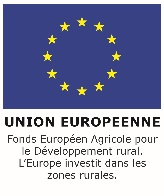 UNION EUROPEENNE
Fonds Européen Agricole pour
le Développement rural.
L'Europe investit dans les
zones rurales.